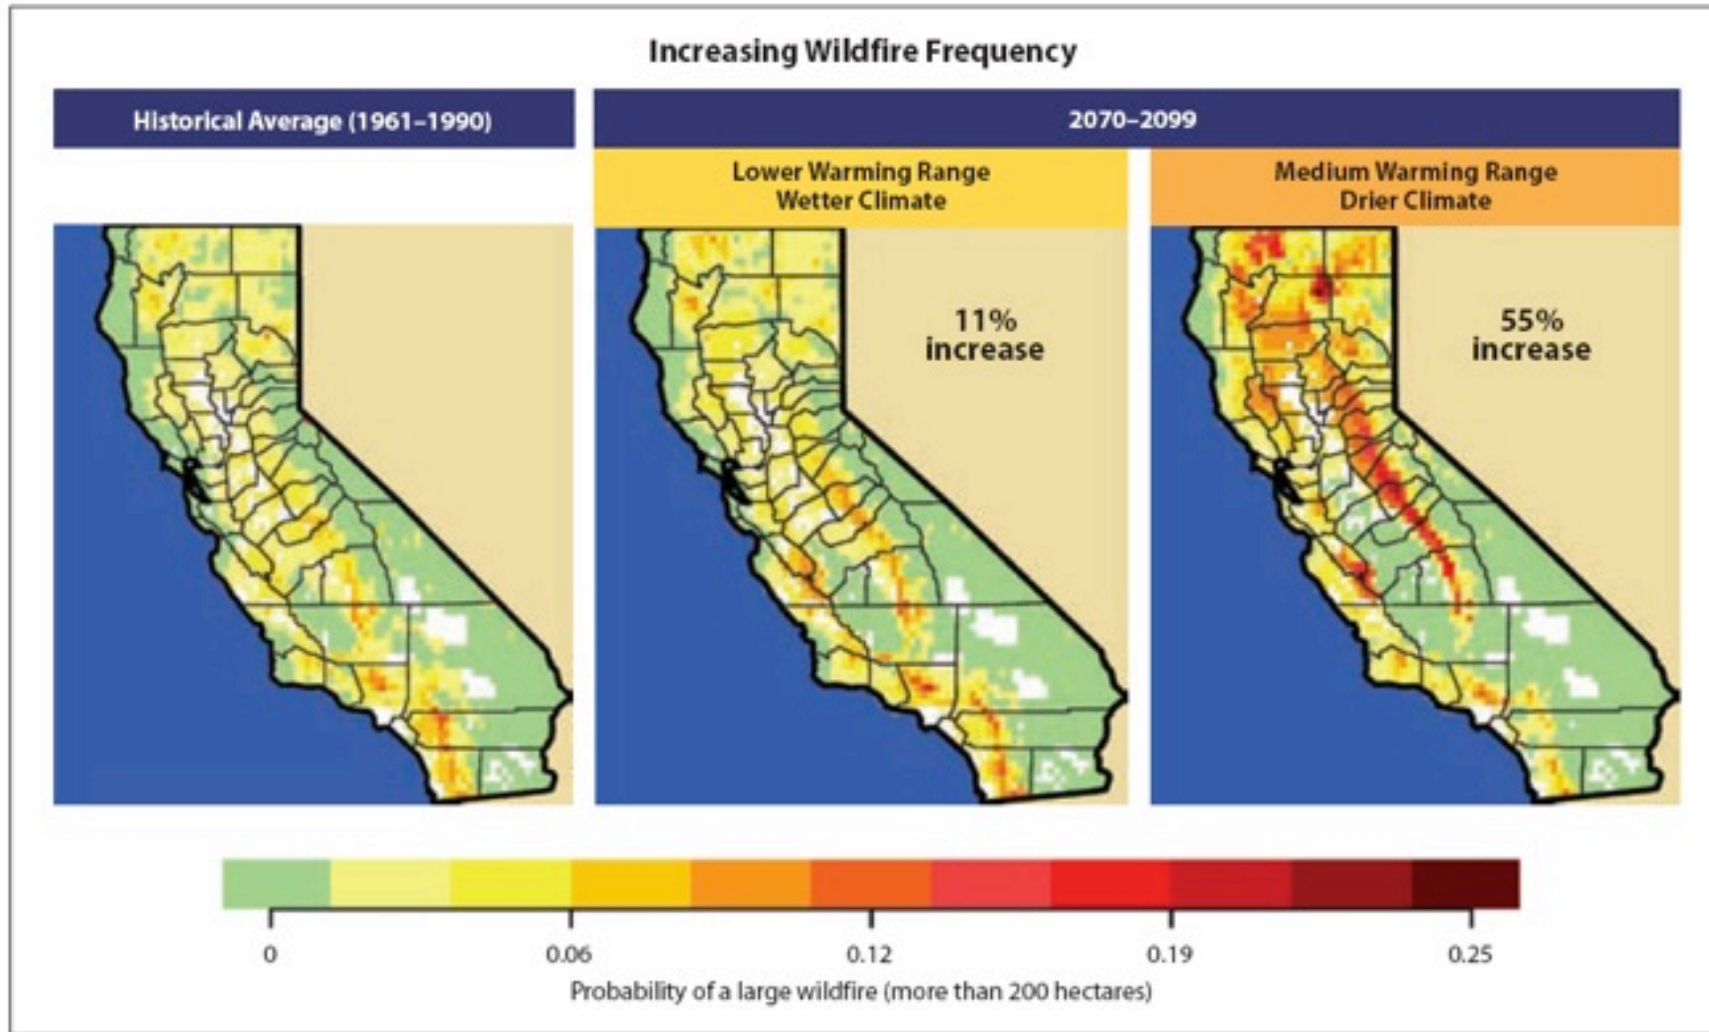 Increasing Wildfire Frequency
Historical Average (1961–1990)
2070–2099
Lower Warming Range
Wetter Climate
Medium Warming Range
Drier Climate
11%
increase
55%
increase
0
0.06
0.12
0.19
0.25
Probability of a large wildfire (more than 200 hectares)